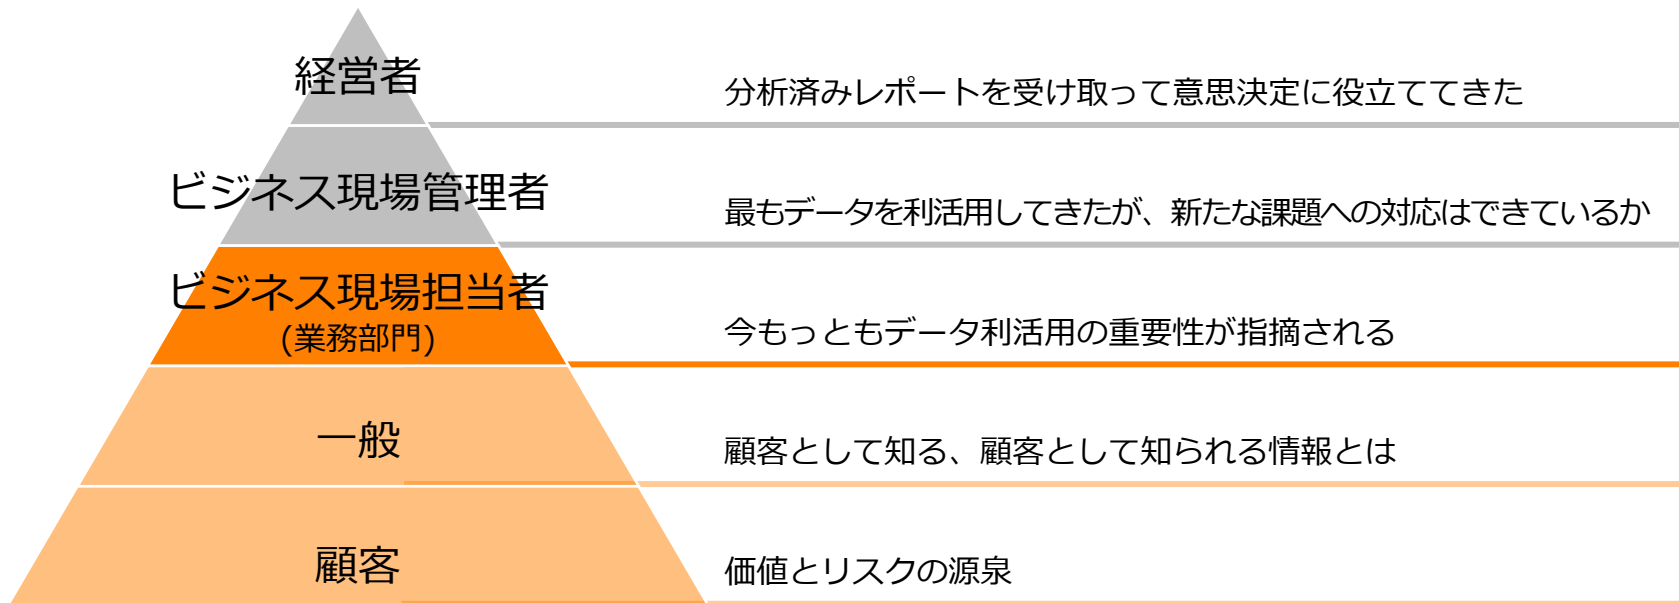 経営者
分析済みレポートを受け取って意思決定に役立ててきた
ビジネス現場管理者
最もデータを利活用してきたが、新たな課題への対応はできているか
ビジネス現場担当者
(業務部門)
今もっともデータ利活用の重要性が指摘される
一般
顧客として知る、顧客として知られる情報とは
顧客
価値とリスクの源泉